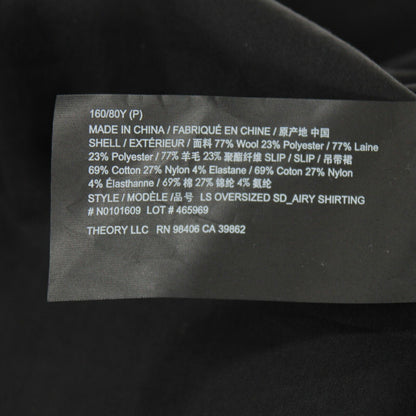 160/80Y (P)
MADE IN CHINA / FABRIQUÉ EN CHINE / 原产地 中国
SHELL / EXTÉRIEUR / 面料 77% Wool 23% Polyester / 77% Laine
23% Polyester / 77% 羊毛 23% 聚酯纤维 SLIP / SLIP / 吊带裙
69% Cotton 27% Nylon 4% Elastane / 69% Coton 27% Nylon
4% Élasthanne / 69% 棉 27% 锦纶 4% 氨纶
STYLE / MODÈLE / 品号 LS OVERSIZED SD_AIRY SHIRTING
# N0101609 LOT # 465969
THEORY LLC RN 98406 CA 39862